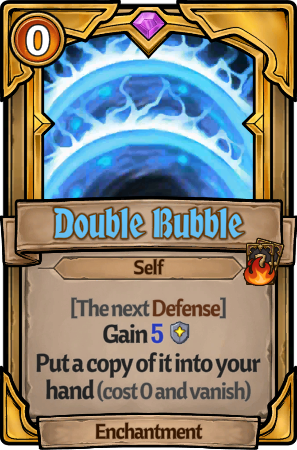 0
Double Bubble
Self
[The next Defense]
Gain 5
Put a copy of it into your
hand (cost 0 and vanish)
Enchantment